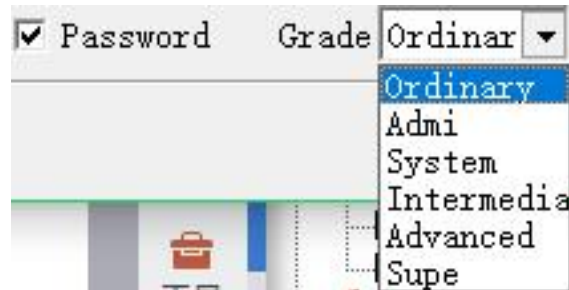 Password Grade Ordinar
Ordinary
Admi
System
Intermedia
Advanced
Supe